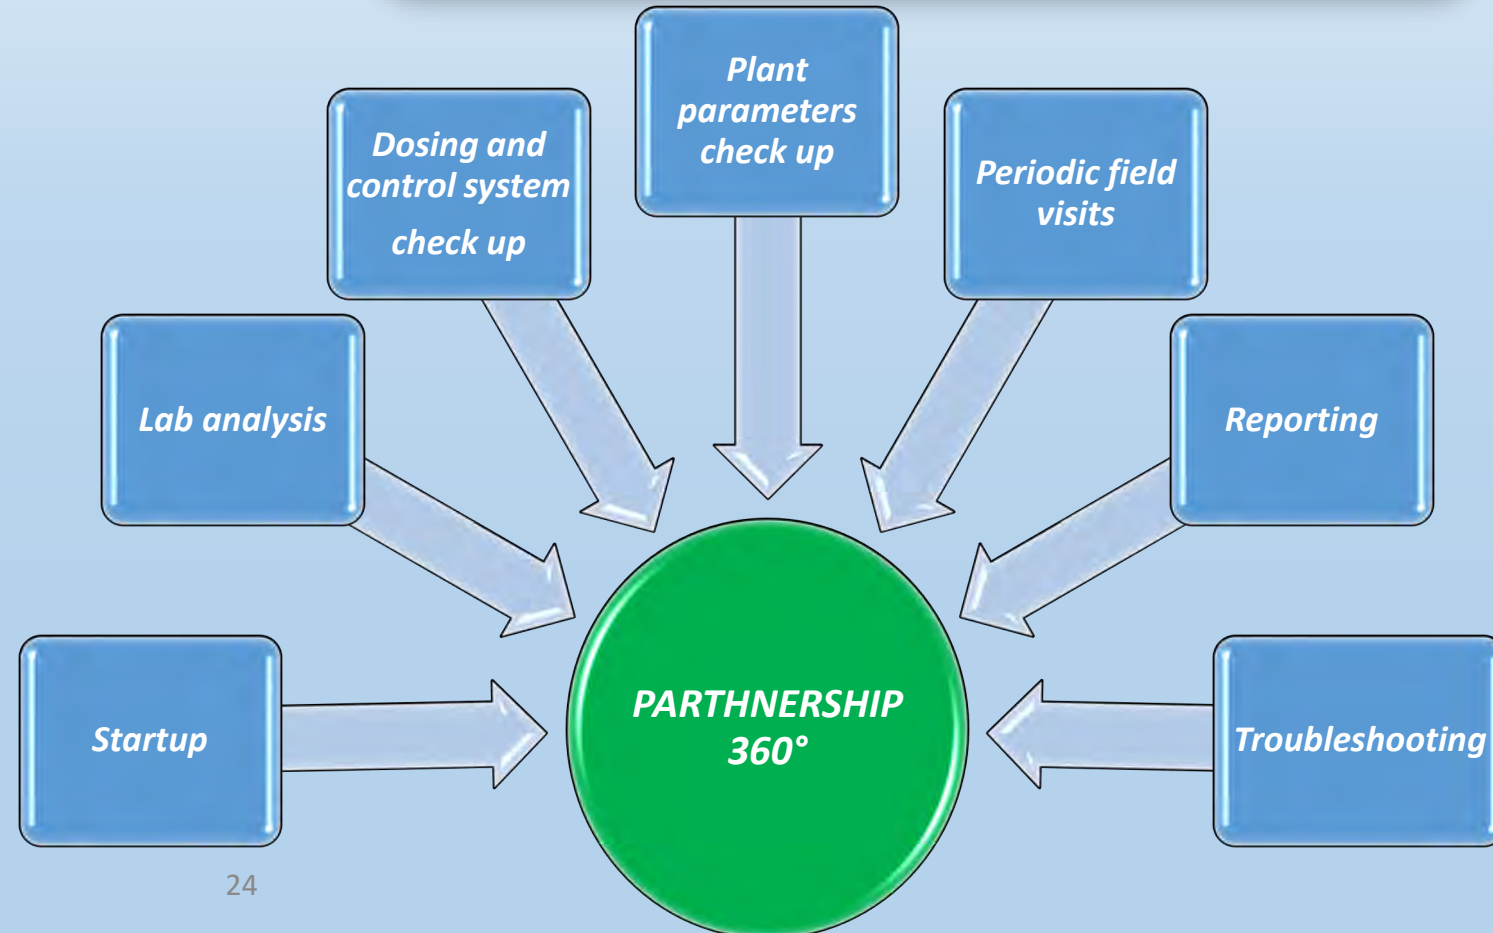 Plant
parameters
check up
Dosing and
control system
check up
Periodic field
visits
Lab analysis
Reporting
Startup
PARTHNERSHIP
360°
Troubleshooting
24